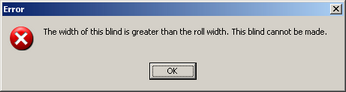 Error
The width of this blind is greater than the roll width. This blind cannot be made.
OK